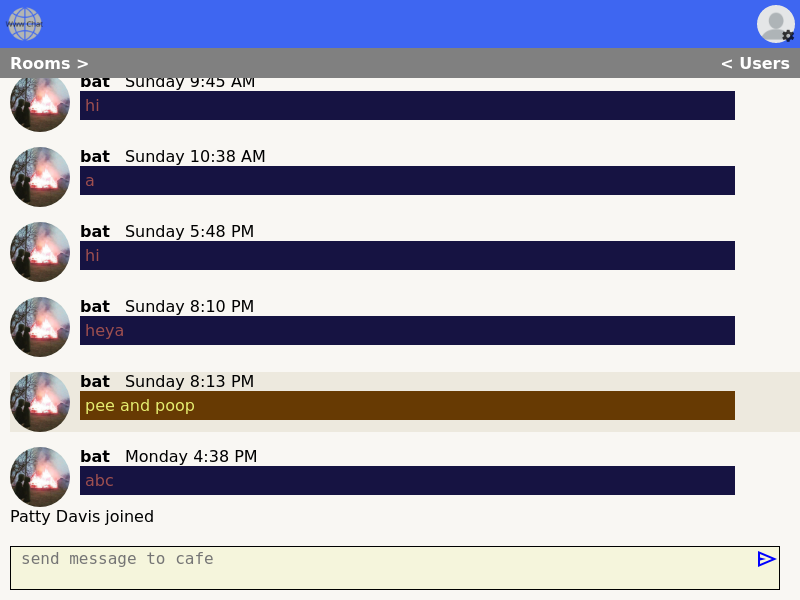 Www Chat
Rooms >
< Users
bat Sunday 9:45 AM
hi
bat Sunday 10:38 AM
a
bat Sunday 5:48 PM
hi
bat Sunday 8:10 PM
heya
bat Sunday 8:13 PM
pee and poop
bat Monday 4:38 PM
abc
Patty Davis joined
send message to cafe